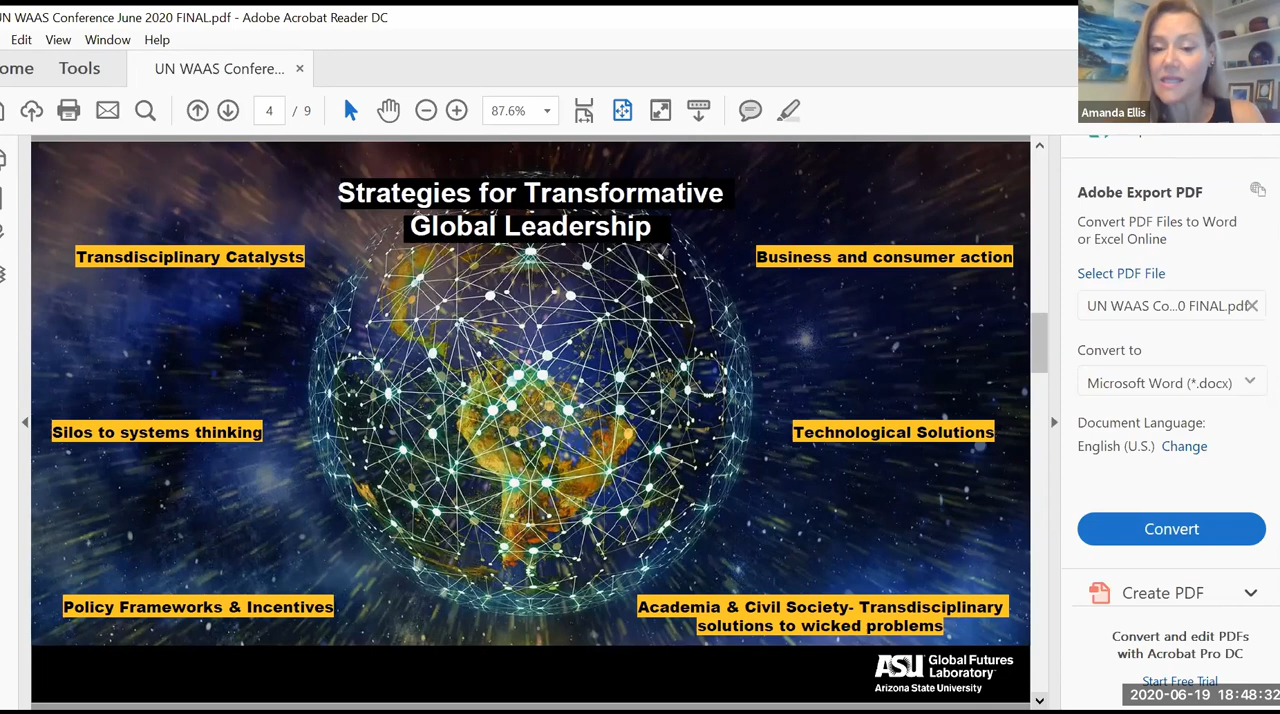 UN WAAS Conference June 2020 FINAL.pdf - Adobe Acrobat Reader DC
Edit View Window Help
ome Tools UN WAAS Confere... ×
4 / 9 87.6%
Amanda Ellis
Strategies for Transformative
Global Leadership
Transdisciplinary Catalysts
Business and consumer action
Silos to systems thinking
Technological Solutions
Policy Frameworks & Incentives
Academia & Civil Society- Transdisciplinary
solutions to wicked problems
ASU Global Futures
Laboratory
Arizona State University
Adobe Export PDF
Convert PDF Files to Word
or Excel Online
Select PDF File
UN WAAS Co...0 FINAL.pdf
Convert to
Microsoft Word (*.docx)
Document Language:
English (U.S.) Change
Convert
Create PDF
Convert and edit PDFs
with Acrobat Pro DC
Start Free Trial
2020-06-19 18:48:32